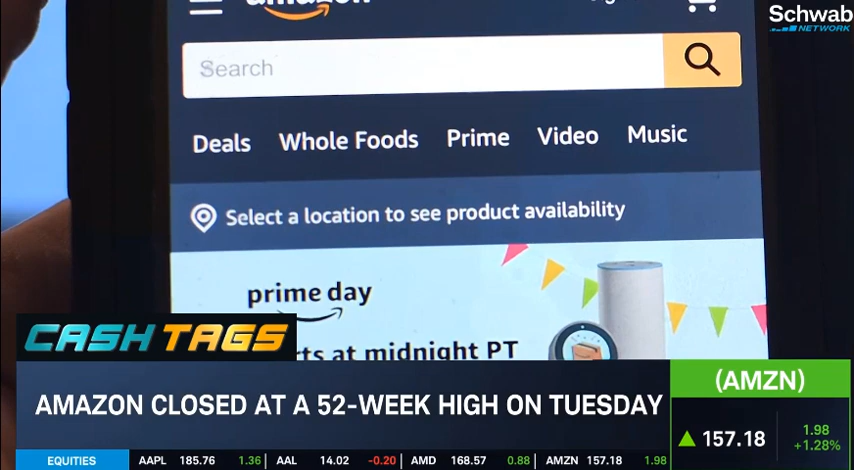 Schwab
NETWORK
amazon
Search
Deals Whole Foods Prime Video Music
Select a location to see product availability
prime day
rts at midnight PT
CASH TAGS
AMAZON CLOSED AT A 52-WEEK HIGH ON TUESDAY
(AMZN)
157.18
1.98
+1.28%
EQUITIES AAPL 185.76 1.36 AAL 14.02 -0.20 AMD 168.57 0.88 AMZN 157.18 1.98